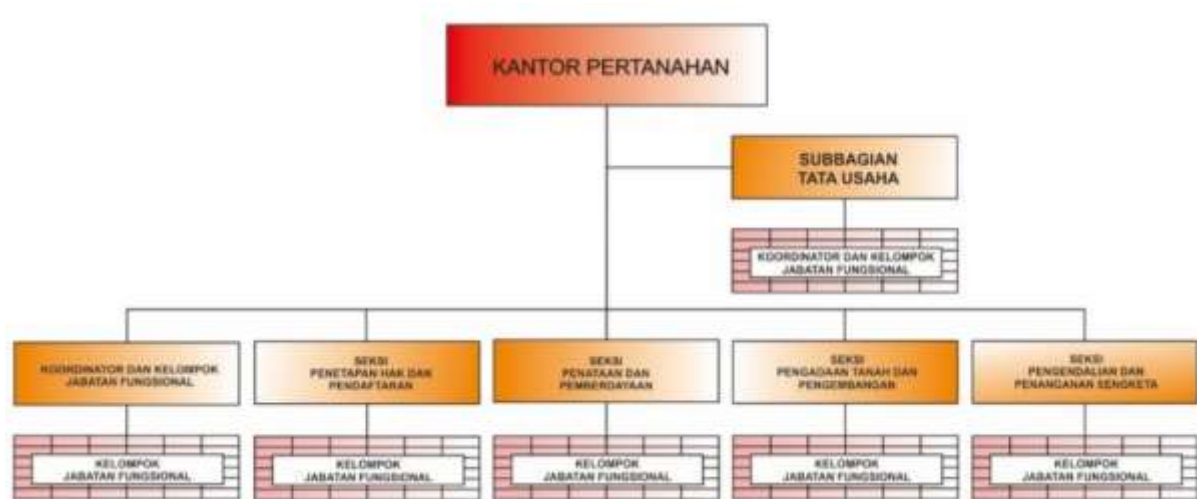 KANTOR PERTANAHAN
SUBBAGIAN
TATA USAHA
KOORDINATOR DAN KELOMPOK
JABATAN FUNGSIONAL
KOORDINATOR DAN KELOMPOK
JABATAN FUNGSIONAL
SEKSI
PENETAPAN HAK DAN
PENDAFTARAN
SEKSI
PENATAAN DAN
PEMBERDAYAAN
SEKSI
PENGADAAN TANAH DAN
PENGEMBANGAN
SEKSI
PENGENDALIAN DAN
PENANGANAN SENGKETA
KELOMPOK
JABATAN FUNGSIONAL
KELOMPOK
JABATAN FUNGSIONAL
KELOMPOK
JABATAN FUNGSIONAL
KELOMPOK
JABATAN FUNGSIONAL
KELOMPOK
JABATAN FUNGSIONAL